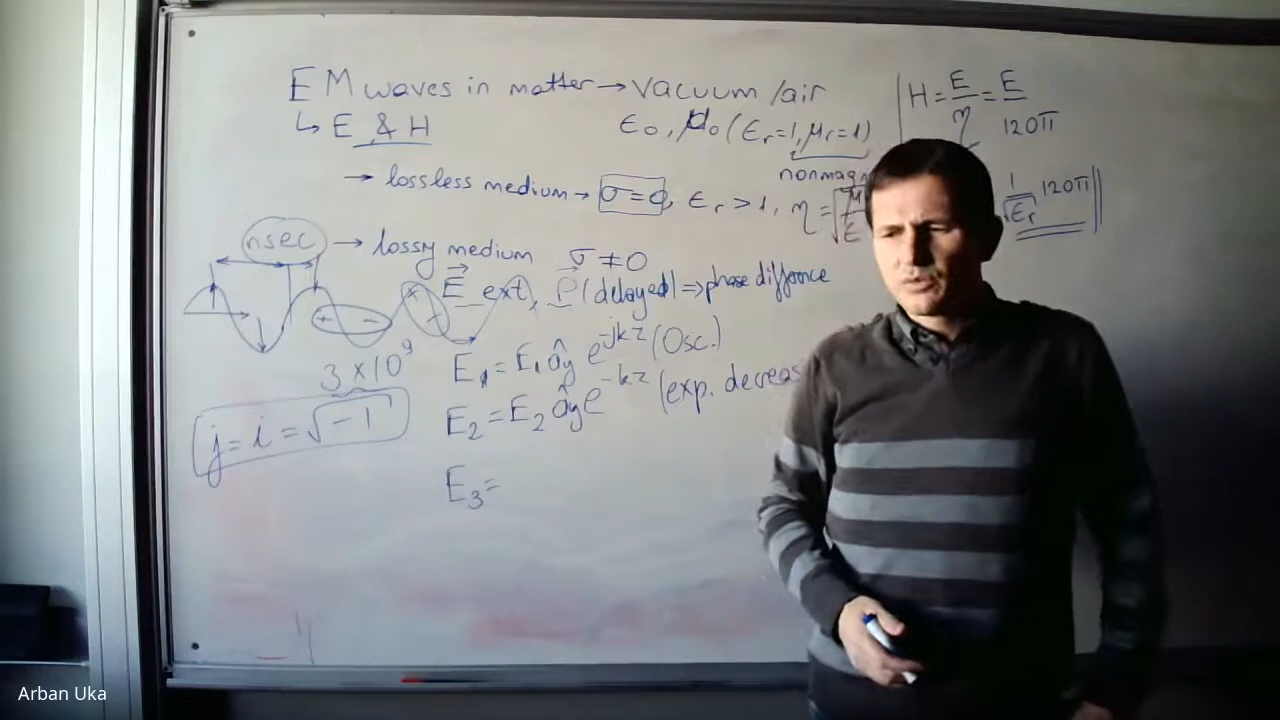 EM waves in matter → vacuum /air
↳ E & H
ε₀, μ₀ (εr=1, μr=1)
nonmag
H = E/η = E/120π
→ lossless medium → σ=0, εr > 1, η = √μ/ε
1/√εr 120π
nsec → lossy medium σ ≠ 0
E ext), P (delayed) ⇒ phase difference
+ -
+
3 × 10⁹
E₁ = E₁ ây e^-jkz (Osc.)
j = i = √-1
E₂ = E₂ ây e^-kz (exp. decreas
E₃ =
Arban Uka